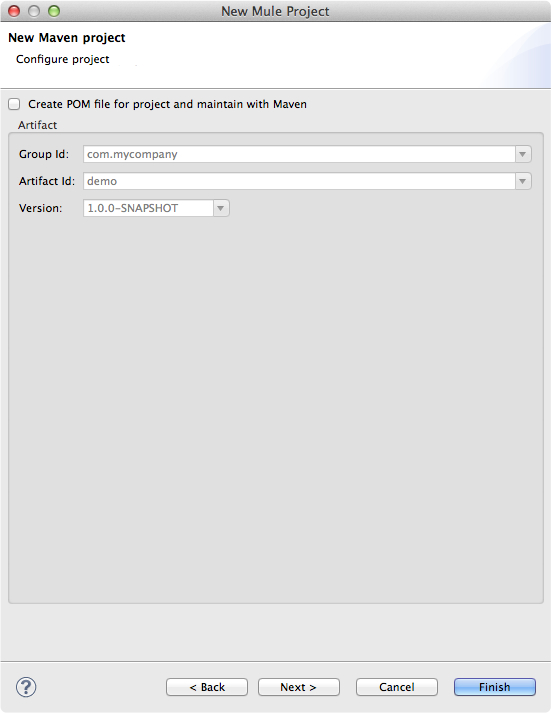 New Mule Project
New Maven project
Configure project
Create POM file for project and maintain with Maven
Artifact
Group Id: com.mycompany
Artifact Id: demo
Version: 1.0.0-SNAPSHOT
? < Back Next > Cancel Finish